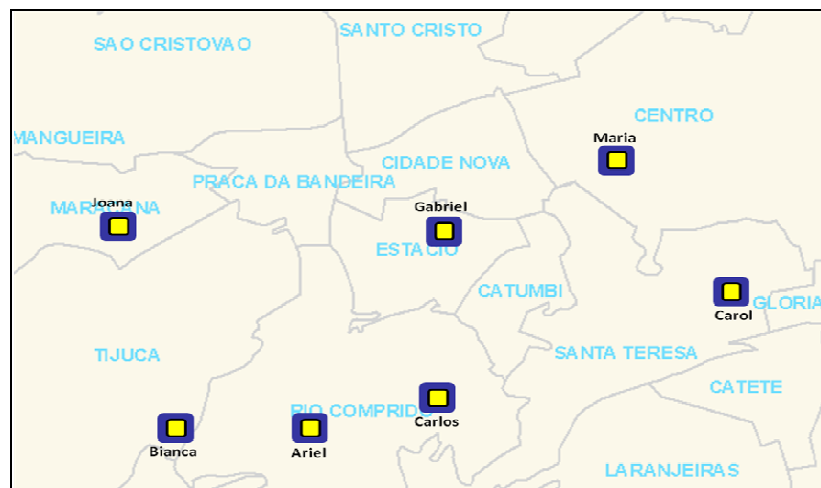 SANTO CRISTO
SAO CRISTOVAO
CENTRO
MANGUEIRA
Maria
CIDADE NOVA
PRACA DA BANDEIRA
Joana
MARACANA
Gabriel
ESTACIO
CATUMBI
GLORIA
Carol
SANTA TERESA
TIJUCA
CATETE
RIO COMPRIDO
Carlos
Bianca
Ariel
LARANJEIRAS